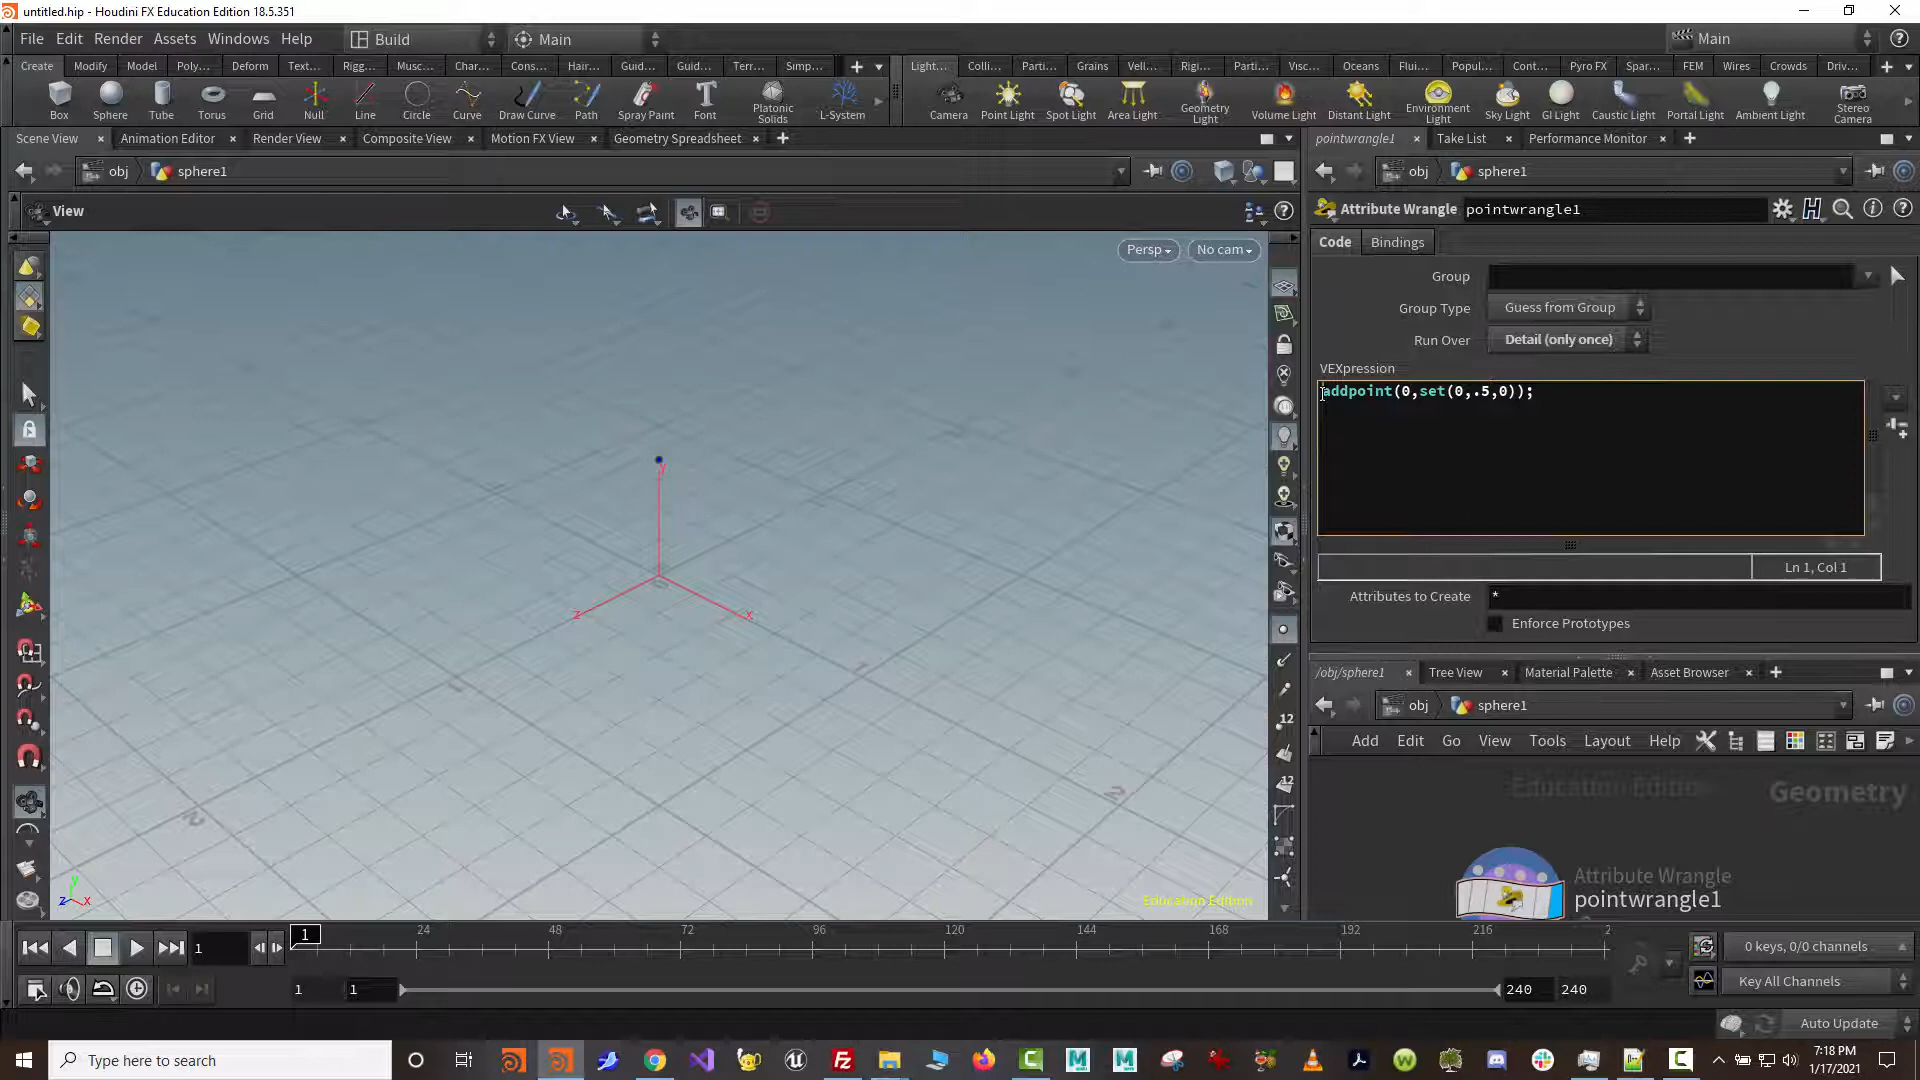 untitled.hip - Houdini FX Education Edition 18.5.351
File Edit Render Assets Windows Help Build Main Main
Create Modify Model Poly... Deform Text... Rigg... Musc... Char... Cons... Hair... Guid... Guid... Terr... Simp...
Light... Colli... Parti... Grains Vell... Rigi... Parti... Visc... Oceans Flui... Popul... Cont... Pyro FX Spar... FEM Wires Crowds Driv...
Box Sphere Tube Torus Grid Null Line Circle Curve Draw Curve Path Spray Paint Font Platonic Solids L-System
Camera Point Light Spot Light Area Light Geometry Light Volume Light Distant Light Environment Light Sky Light GI Light Caustic Light Portal Light Ambient Light Stereo Camera
Scene View Animation Editor Render View Composite View Motion FX View Geometry Spreadsheet
pointwrangle1 Take List Performance Monitor
obj sphere1
obj sphere1
View
Attribute Wrangle pointwrangle1
Persp No cam
Code Bindings
Group
Group Type Guess from Group
Run Over Detail (only once)
VEXpression
addpoint(0,set(0,.5,0));
y
z
x
Ln 1, Col 1
Attributes to Create *
Enforce Prototypes
/obj/sphere1 Tree View Material Palette Asset Browser
obj sphere1
Add Edit Go View Tools Layout Help
12
12
Education Edition
Geometry
Attribute Wrangle
pointwrangle1
y
z x
Education Edition
1 1 24 48 72 96 120 144 168 192 216 2
0 keys, 0/0 channels
1 1 240 240
Key All Channels
Auto Update
Type here to search
7:18 PM
1/17/2021